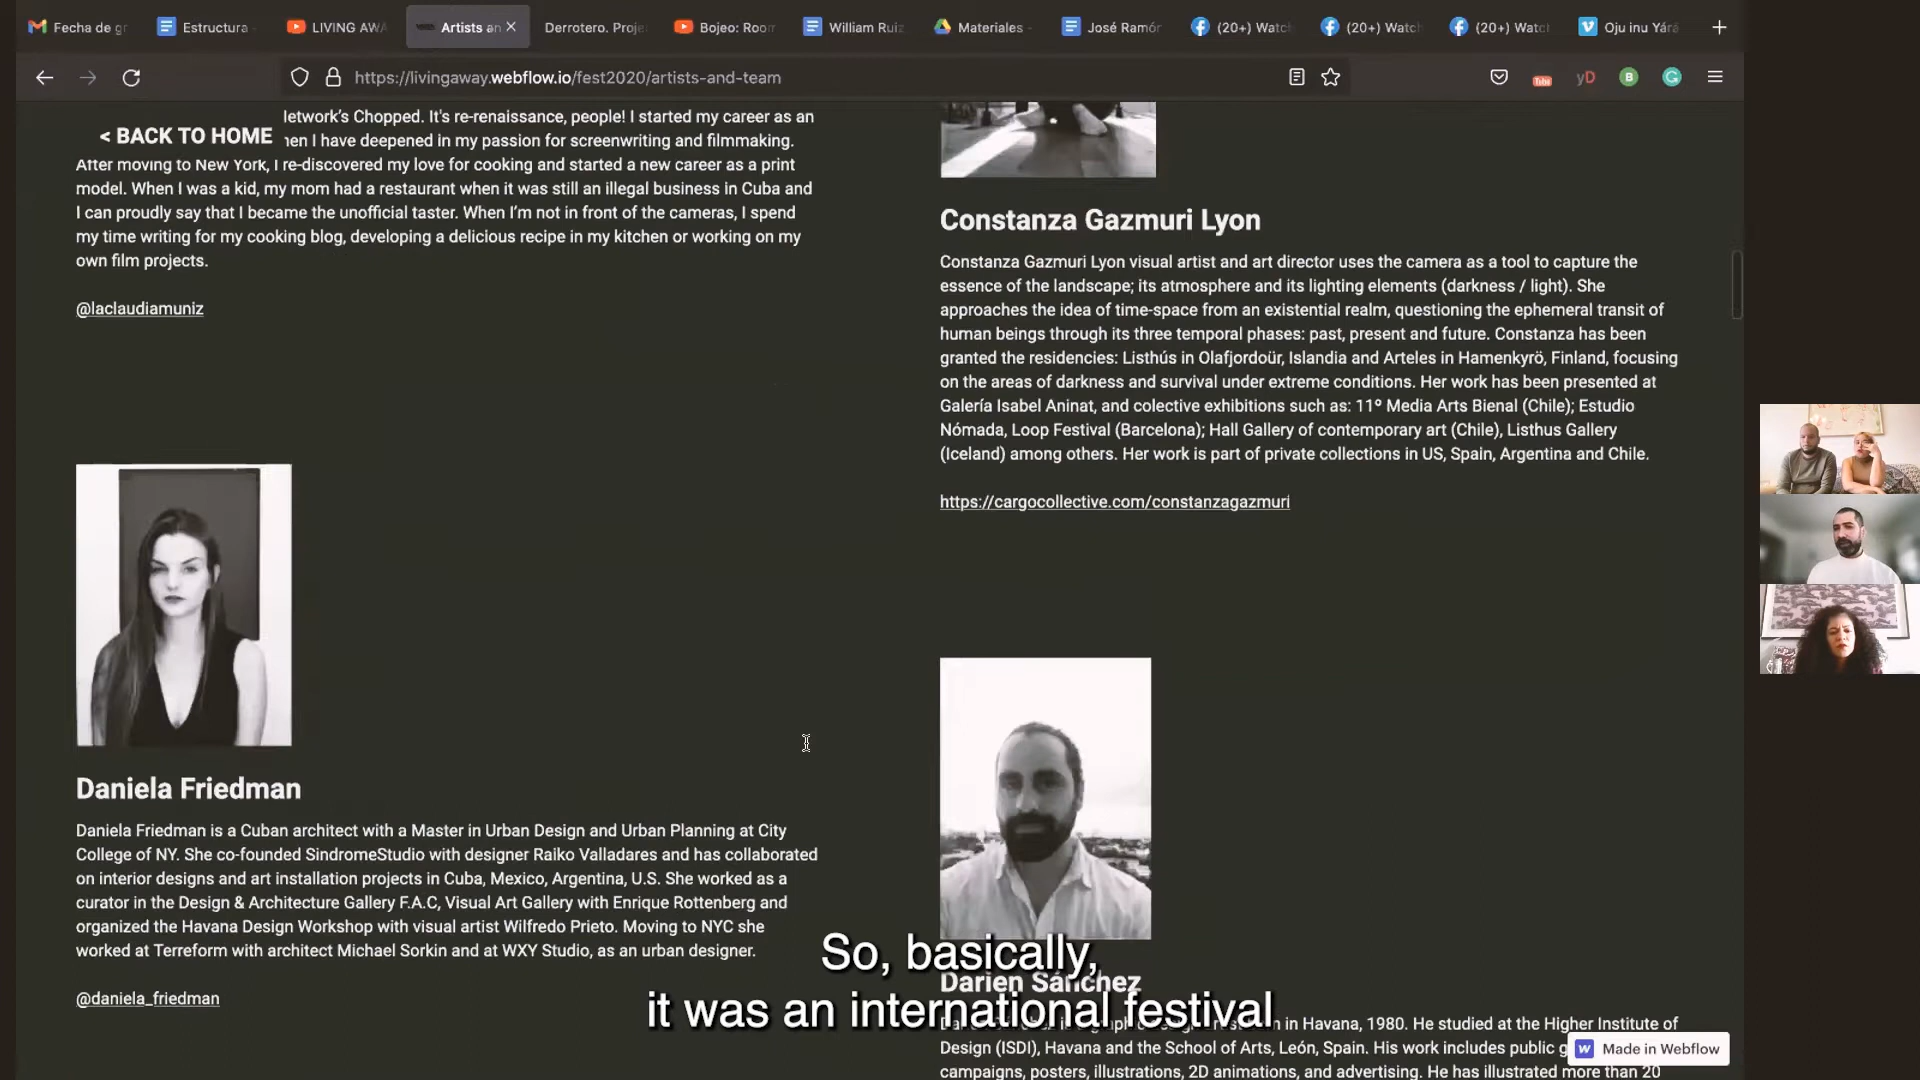 Fecha de gr
Estructura
LIVING AWA
Artists an
Derrotero. Proje
Bojeo: Room
William Ruiz
Materiales -
José Ramón
(20+) Watch
(20+) Watch
(20+) Watch
Oju inu Yárá
https://livingaway.webflow.io/fest2020/artists-and-team
< BACK TO HOME
letwork's Chopped. It's re-renaissance, people! I started my career as an
I have deepened in my passion for screenwriting and filmmaking.
After moving to New York, I re-discovered my love for cooking and started a new career as a print
model. When I was a kid, my mom had a restaurant when it was still an illegal business in Cuba and
I can proudly say that I became the unofficial taster. When I'm not in front of the cameras, I spend
my time writing for my cooking blog, developing a delicious recipe in my kitchen or working on my
own film projects.
@laclaudiamuniz
Constanza Gazmuri Lyon
Constanza Gazmuri Lyon visual artist and art director uses the camera as a tool to capture the
essence of the landscape; its atmosphere and its lighting elements (darkness / light). She
approaches the idea of time-space from an existential realm, questioning the ephemeral transit of
human beings through its three temporal phases: past, present and future. Constanza has been
granted the residencies: Listhús in Olafjordoür, Islandia and Arteles in Hamenkyrö, Finland, focusing
on the areas of darkness and survival under extreme conditions. Her work has been presented at
Galería Isabel Aninat, and colective exhibitions such as: 11º Media Arts Bienal (Chile); Estudio
Nómada, Loop Festival (Barcelona); Hall Gallery of contemporary art (Chile), Listhus Gallery
(Iceland) among others. Her work is part of private collections in US, Spain, Argentina and Chile.
https://cargocollective.com/constanzagazmuri
Daniela Friedman
Daniela Friedman is a Cuban architect with a Master in Urban Design and Urban Planning at City
College of NY. She co-founded SindromeStudio with designer Raiko Valladares and has collaborated
on interior designs and art installation projects in Cuba, Mexico, Argentina, U.S. She worked as a
curator in the Design & Architecture Gallery F.A.C, Visual Art Gallery with Enrique Rottenberg and
organized the Havana Design Workshop with visual artist Wilfredo Prieto. Moving to NYC she
worked at Terreform with architect Michael Sorkin and at WXY Studio, as an urban designer.
@daniela_friedman
Darien Sánchez
in Havana, 1980. He studied at the Higher Institute of
Design (ISDI), Havana and the School of Arts, León, Spain. His work includes public g
campaigns, posters, illustrations, 2D animations, and advertising. He has illustrated more than 20
So, basically,
it was an international festival
Made in Webflow